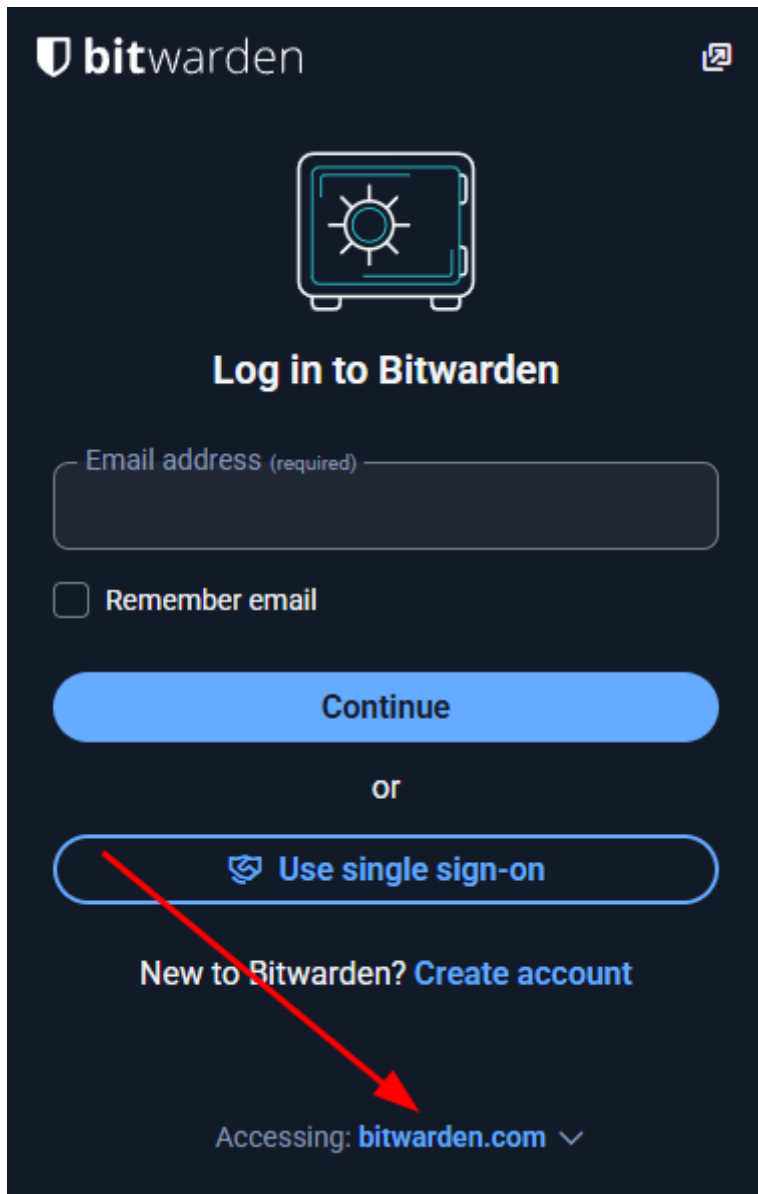 bitwarden
Log in to Bitwarden
Email address (required)
Remember email
Continue
or
Use single sign-on
New to Bitwarden? Create account
Accessing: bitwarden.com